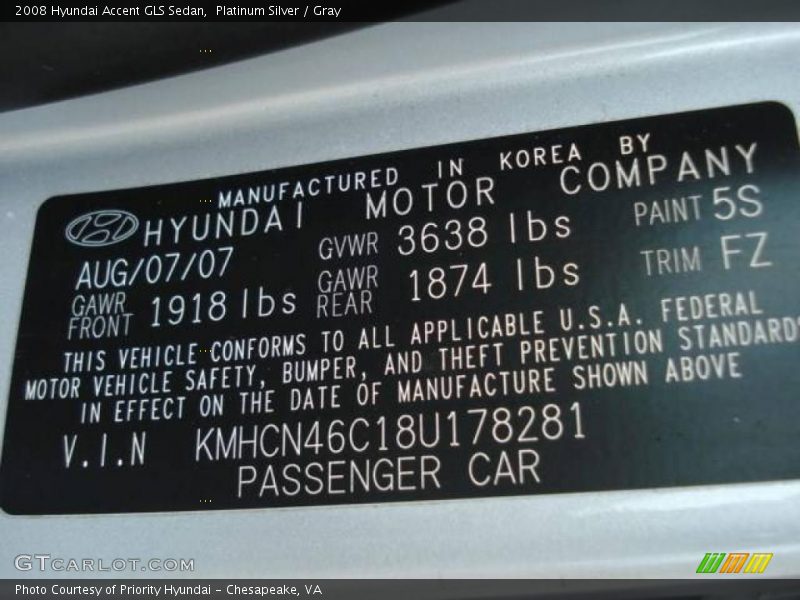 2008 Hyundai Accent GLS Sedan,  Platinum Silver / Gray
MANUFACTURED IN KOREA BY
HYUNDAI MOTOR COMPANY
AUG/07/07 GVWR 3638 lbs PAINT 5S
GAWR FRONT 1918 lbs GAWR REAR 1874 lbs TRIM FZ
THIS VEHICLE CONFORMS TO ALL APPLICABLE U.S.A. FEDERAL
MOTOR VEHICLE SAFETY, BUMPER, AND THEFT PREVENTION STANDARDS
IN EFFECT ON THE DATE OF MANUFACTURE SHOWN ABOVE
V.I.N KMHCN46C18U178281
PASSENGER CAR
GTCARLOT.COM
Photo Courtesy of Priority Hyundai - Chesapeake, VA